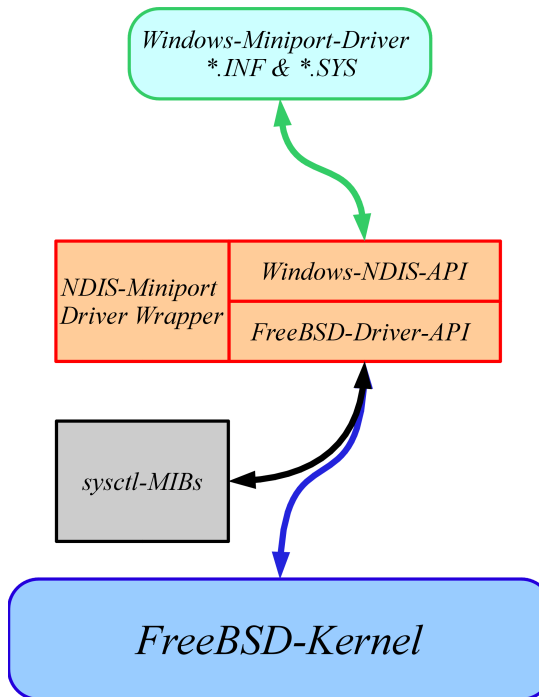 Windows-Miniport-Driver
*.INF & *.SYS
NDIS-Miniport
Driver Wrapper
Windows-NDIS-API
FreeBSD-Driver-API
sysctl-MIBs
FreeBSD-Kernel